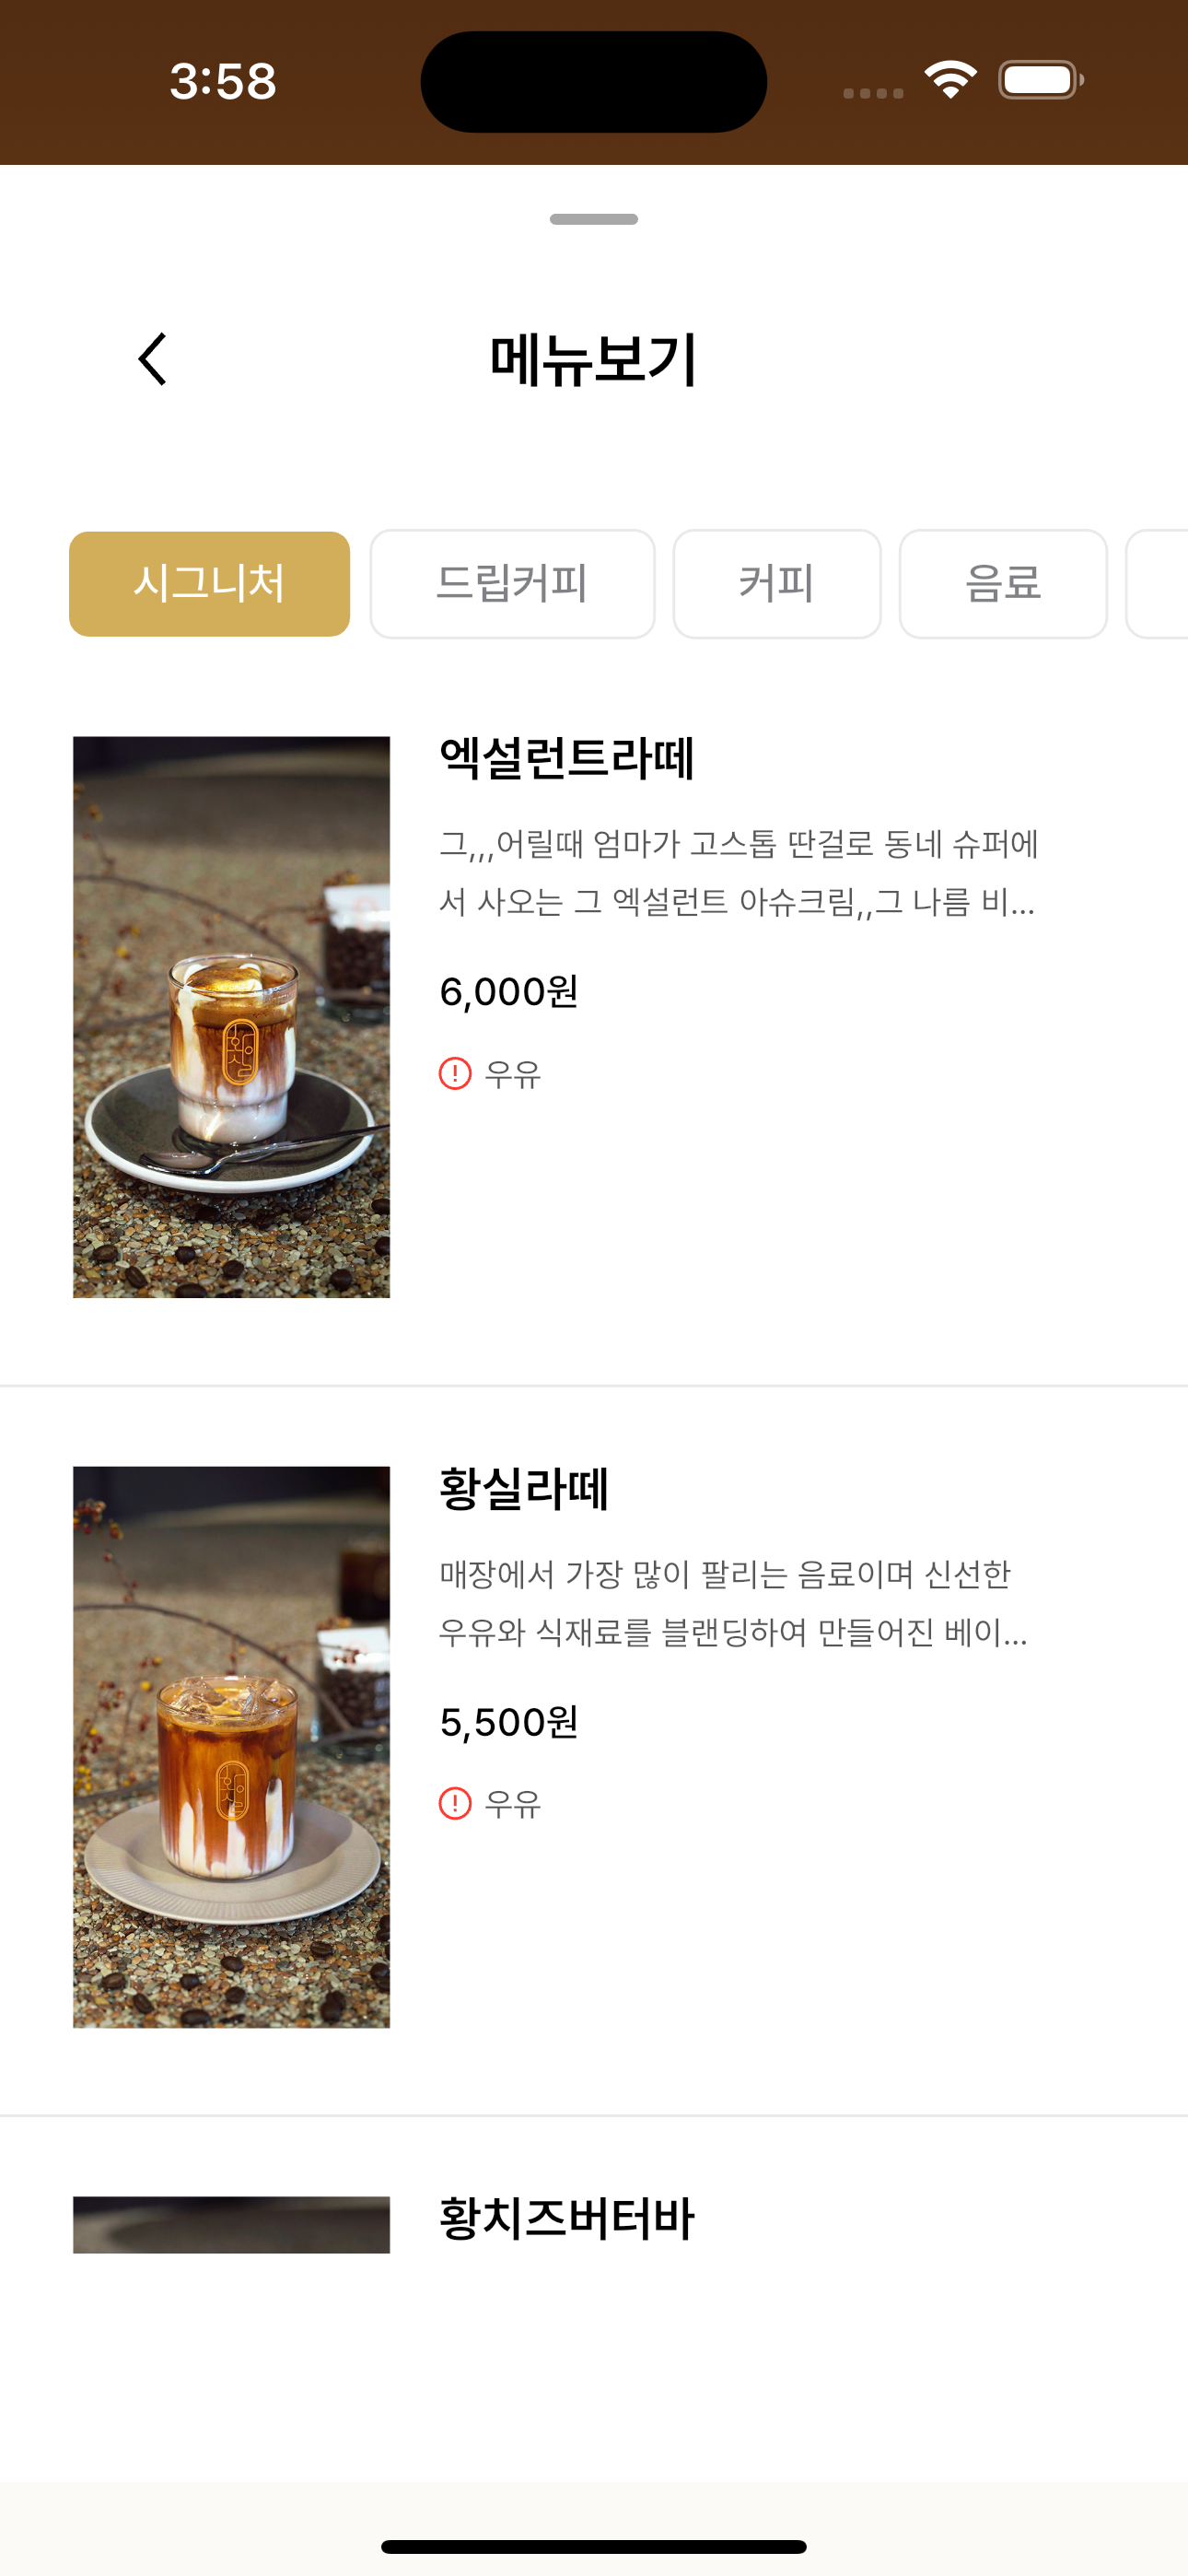 3:58
메뉴보기
시그니처
드립커피
커피
음료
엑설런트라떼
그,,,어릴때 엄마가 고스톱 딴걸로 동네 슈퍼에
서 사오는 그 엑설런트 아슈크림,,그 나름 비...
6,000원
우유
황실
황실라떼
매장에서 가장 많이 팔리는 음료이며 신선한
우유와 식재료를 블랜딩하여 만들어진 베이...
5,500원
우유
황실
황치즈버터바